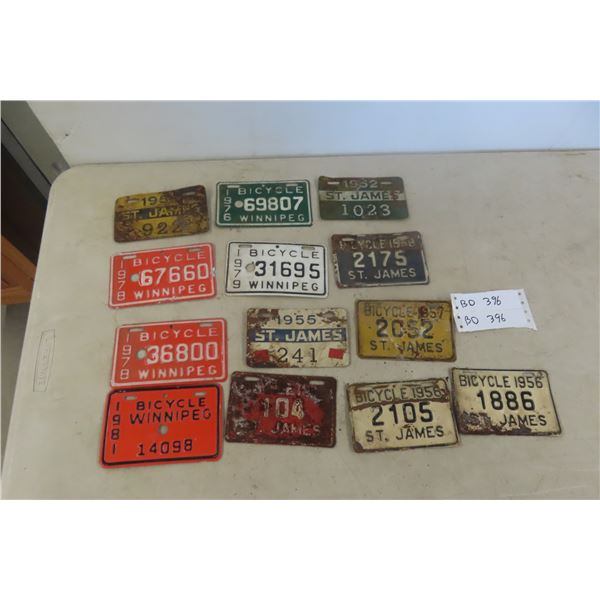 ST. JAMES
922
BICYCLE
1976
69807
WINNIPEG
1952
ST. JAMES
1023
BICYCLE
1978
67660
WINNIPEG
BICYCLE
1979
31695
WINNIPEG
BICYCLE 1958
2175
ST. JAMES
BICYCLE
1978
36800
WINNIPEG
1955
ST. JAMES
241
BICYCLE 1957
2052
ST. JAMES
BO 396
BO 396
BICYCLE
1981
WINNIPEG
14098
104
JAMES
BICYCLE 1956
2105
ST. JAMES
BICYCLE 1956
1886
ST. JAMES